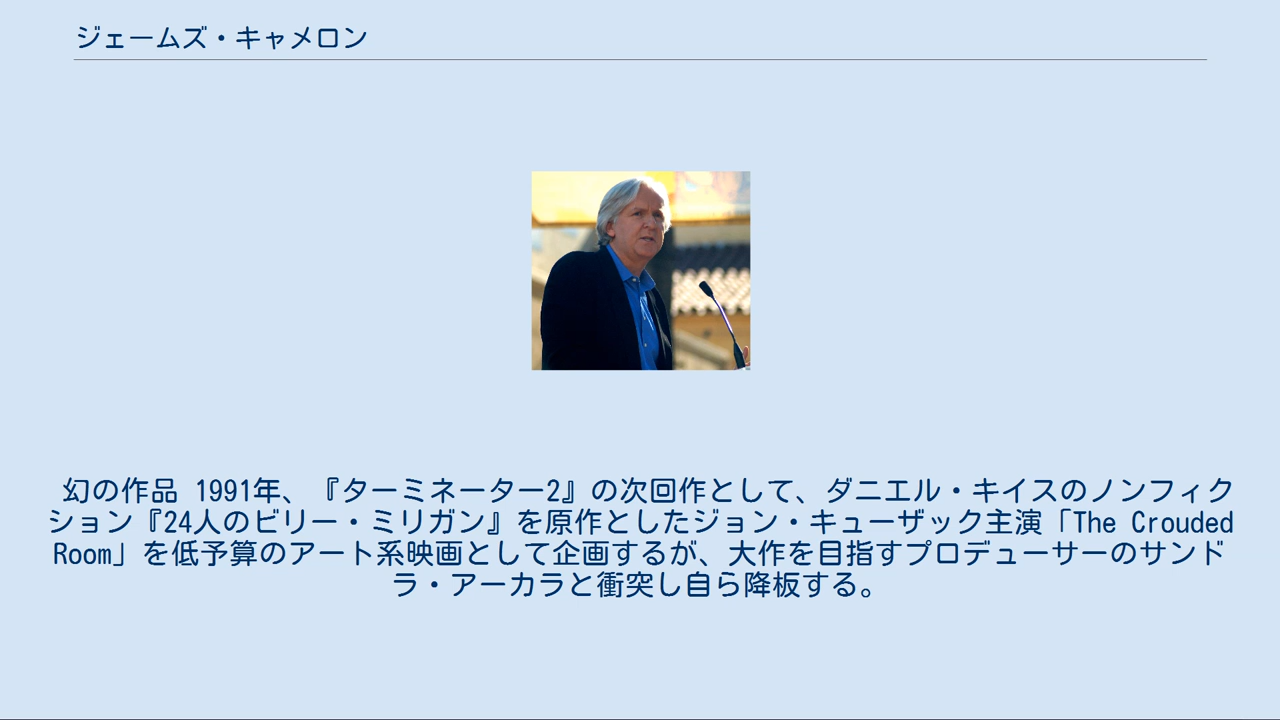 ジェームズ・キャメロン
幻の作品 1991年、『ターミネーター2』の次回作として、ダニエル・キイスのノンフィク
ション『24人のビリー・ミリガン』を原作としたジョン・キューザック主演「The Crouded
Room」を低予算のアート系映画として企画するが、大作を目指すプロデューサーのサンド
ラ・アーカラと衝突し自ら降板する。